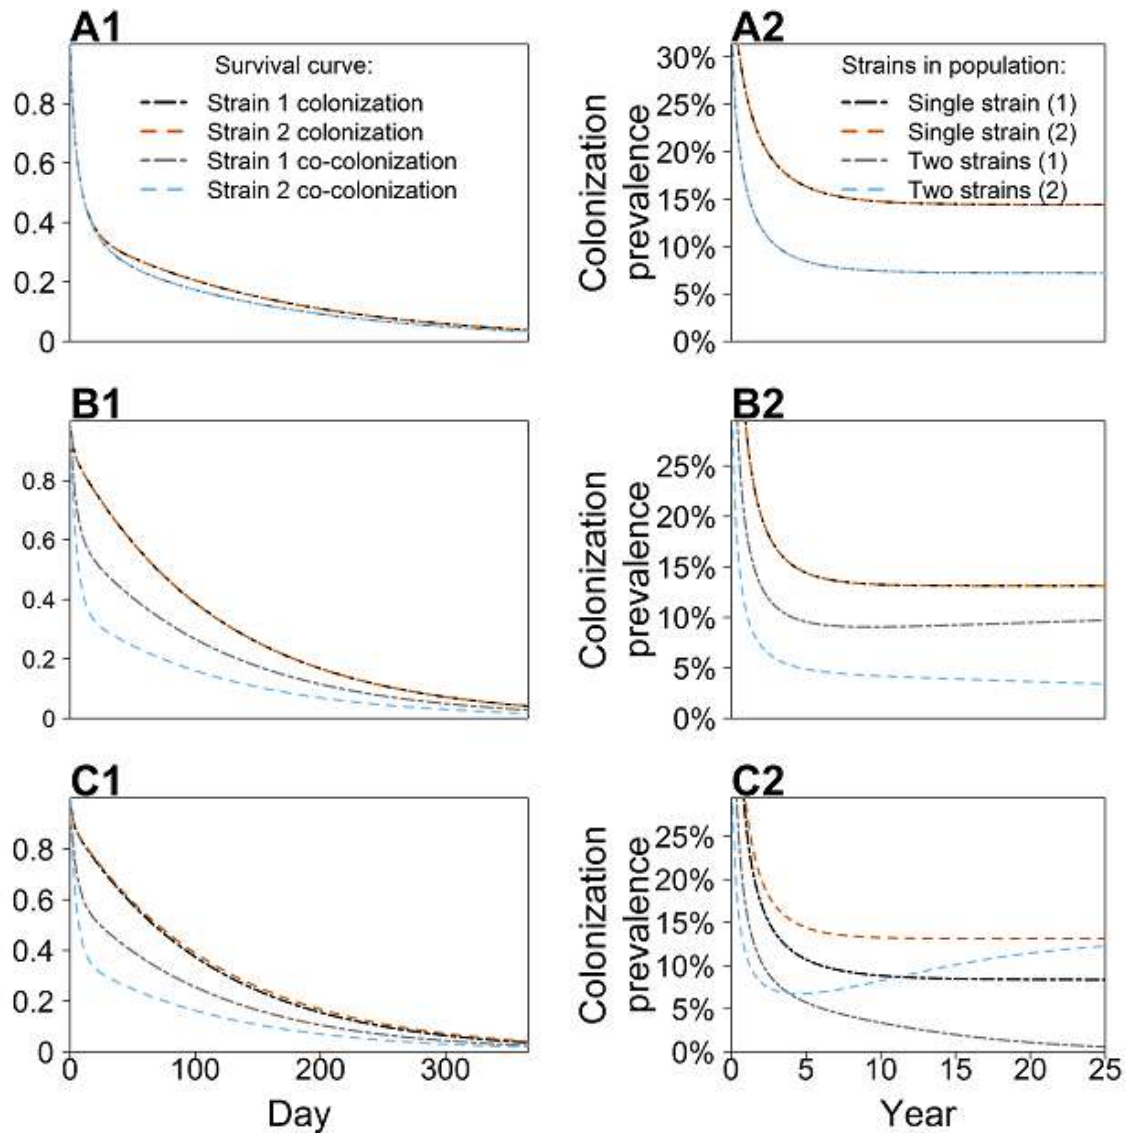 A1
Survival curve:
Strain 1 colonization
Strain 2 colonization
Strain 1 co-colonization
Strain 2 co-colonization
0.8
0.6
0.4
0.2
0
A2
Strains in population:
Single strain (1)
Single strain (2)
Two strains (1)
Two strains (2)
Colonization
prevalence
30%
25%
20%
15%
10%
5%
0%
B1
0.8
0.6
0.4
0.2
0
B2
Colonization
prevalence
25%
20%
15%
10%
5%
0%
C1
0.8
0.6
0.4
0.2
0
0 100 200 300
Day
C2
Colonization
prevalence
25%
20%
15%
10%
5%
0%
0 5 10 15 20 25
Year